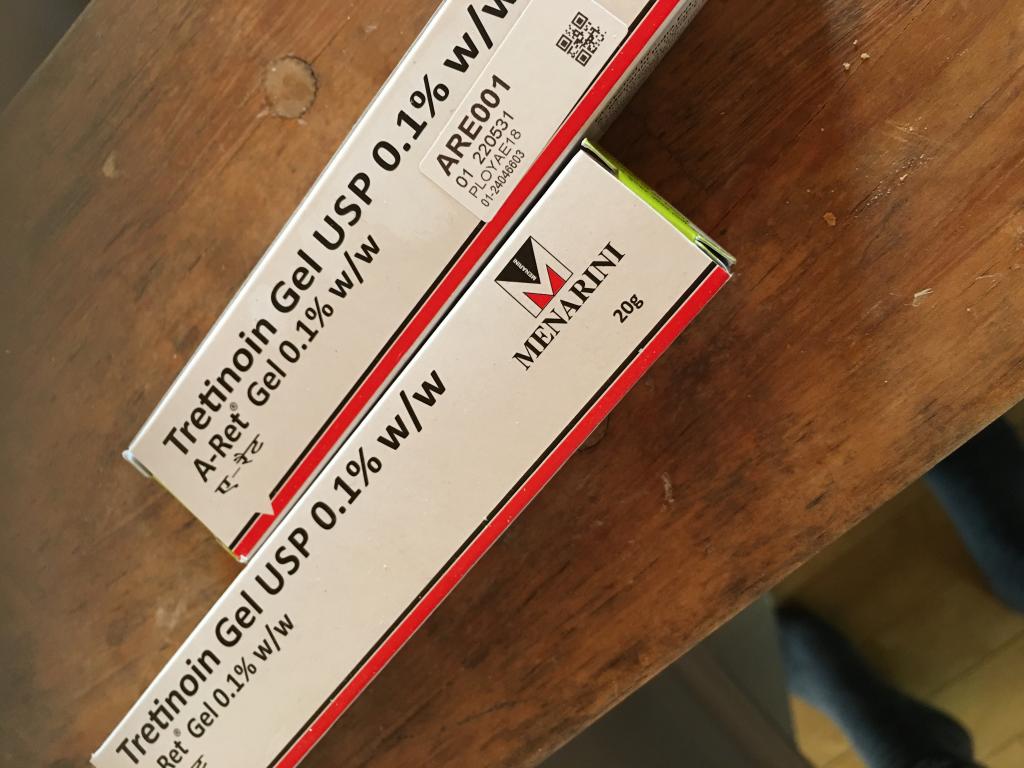 Tretinoin Gel USP 0.1% w/w
A-Ret® Gel 0.1% w/w
ए-रेट
ARE001
01 220531
PLOYAE18
01-24046603
MENARINI
MENARINI
20g
Tretinoin Gel USP 0.1% w/w
Ret® Gel 0.1% w/w